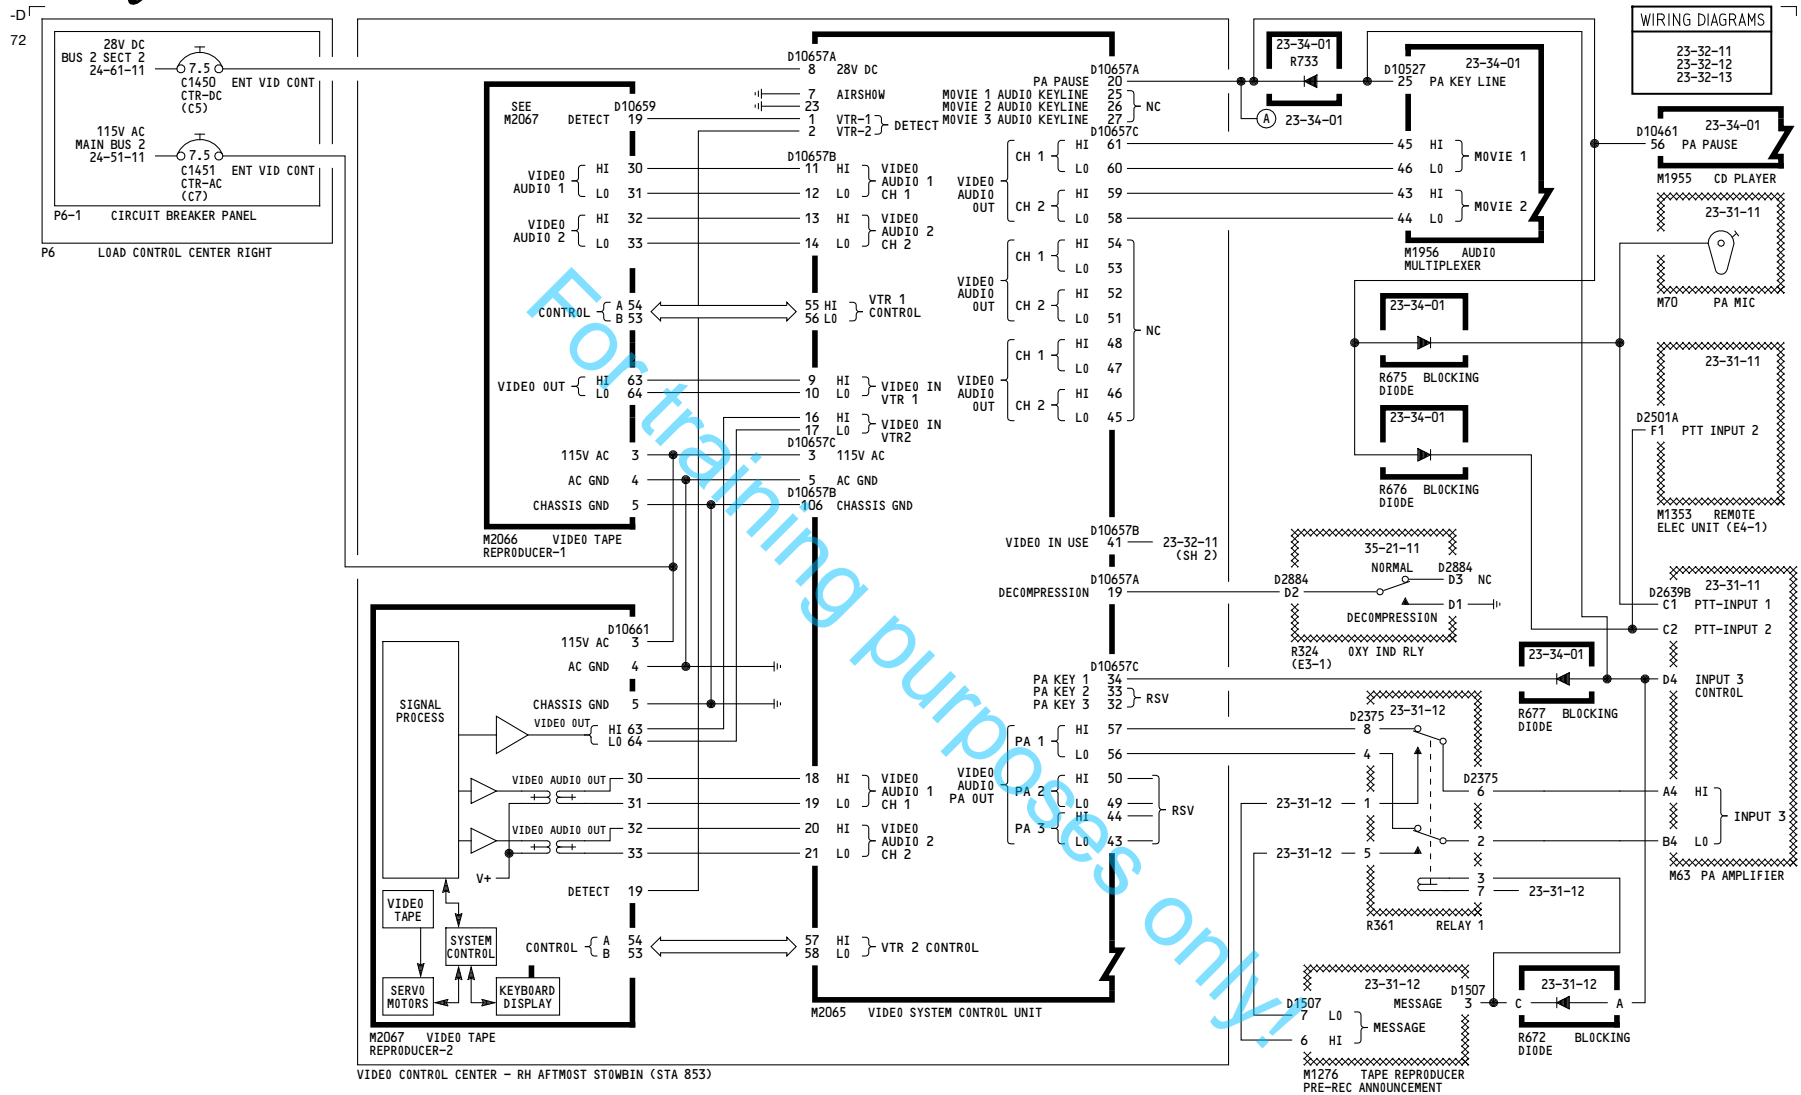 -D
72
28V DC
BUS 2 SECT 2
24-61-11
7.5
ENT VID CONT
C1450
CTR-DC
(C5)
115V AC
MAIN BUS 2
24-51-11
7.5
ENT VID CONT
C1451
CTR-AC
(C7)
P6-1 CIRCUIT BREAKER PANEL
P6 LOAD CONTROL CENTER RIGHT
SEE
M2067
D10659
DETECT 19
VIDEO
AUDIO 1
HI 30
LO 31
VIDEO
AUDIO 2
HI 32
LO 33
CONTROL
A 54
B 53
VIDEO OUT
HI 63
LO 64
115V AC 3
AC GND 4
CHASSIS GND 5
M2066 VIDEO TAPE
REPRODUCER-1
D10661
115V AC 3
AC GND 4
CHASSIS GND 5
SIGNAL
PROCESS
VIDEO OUT
HI 63
LO 64
VIDEO AUDIO OUT
30
31
VIDEO AUDIO OUT
32
33
V+
DETECT 19
VIDEO
TAPE
SYSTEM
CONTROL
CONTROL
A 54
B 53
SERVO
MOTORS
KEYBOARD
DISPLAY
M2067 VIDEO TAPE
REPRODUCER-2
VIDEO CONTROL CENTER - RH AFTMOST STOWBIN (STA 853)
D10657A
8 28V DC
7 AIRSHOW
23
1 VTR-1
2 VTR-2
DETECT
D10657B
11 HI
12 LO
VIDEO
AUDIO 1
CH 1
13 HI
14 LO
VIDEO
AUDIO 2
CH 2
55 HI
56 LO
VTR 1
CONTROL
9 HI
10 LO
VIDEO IN
VTR 1
16 HI
17 LO
VIDEO IN
VTR2
D10657C
3 115V AC
5 AC GND
D10657B
106 CHASSIS GND
18 HI
19 LO
VIDEO
AUDIO 1
CH 1
20 HI
21 LO
VIDEO
AUDIO 2
CH 2
57 HI
58 LO
VTR 2 CONTROL
M2065 VIDEO SYSTEM CONTROL UNIT
D10657A
PA PAUSE 20
MOVIE 1 AUDIO KEYLINE 25
MOVIE 2 AUDIO KEYLINE 26
MOVIE 3 AUDIO KEYLINE 27
NC
D10657C
VIDEO
AUDIO
OUT
CH 1
HI 61
LO 60
CH 2
HI 59
LO 58
VIDEO
AUDIO
OUT
CH 1
HI 54
LO 53
CH 2
HI 52
LO 51
NC
VIDEO
AUDIO
OUT
CH 1
HI 48
LO 47
CH 2
HI 46
LO 45
D10657B
VIDEO IN USE 41
23-32-11
(SH 2)
D10657A
DECOMPRESSION 19
D10657C
PA KEY 1 34
PA KEY 2 33
PA KEY 3 32
RSV
VIDEO
AUDIO
PA OUT
PA 1
HI 57
LO 56
PA 2
HI 50
LO 49
PA 3
HI 44
LO 43
RSV
23-34-01
R733
A
23-34-01
D10527
25 PA KEY LINE
23-34-01
45 HI
46 LO
MOVIE 1
43 HI
44 LO
MOVIE 2
M1956 AUDIO
MULTIPLEXER
WIRING DIAGRAMS
23-32-11
23-32-12
23-32-13
D10461
56 PA PAUSE
23-34-01
M1955 CD PLAYER
23-31-11
M70 PA MIC
23-34-01
R675 BLOCKING
DIODE
23-34-01
R676 BLOCKING
DIODE
23-31-11
D2501A
F1 PTT INPUT 2
M1353 REMOTE
ELEC UNIT (E4-1)
35-21-11
NORMAL
D2884
D2
D2884
D3 NC
D1
DECOMPRESSION
R324
(E3-1)
OXY IND RLY
23-31-11
D2639B
C1 PTT-INPUT 1
C2 PTT-INPUT 2
D4 INPUT 3
CONTROL
A4 HI
B4 LO
INPUT 3
M63 PA AMPLIFIER
23-34-01
R677 BLOCKING
DIODE
23-31-12
D2375
8
4
23-31-12 1
23-31-12 5
D2375
6
2
3
7 23-31-12
R361 RELAY 1
23-31-12
D1507
7 LO
6 HI
MESSAGE
D1507
MESSAGE 3
M1276 TAPE REPRODUCER
PRE-REC ANNOUNCEMENT
23-31-12
C A
R672 BLOCKING
DIODE
For training purposes only!